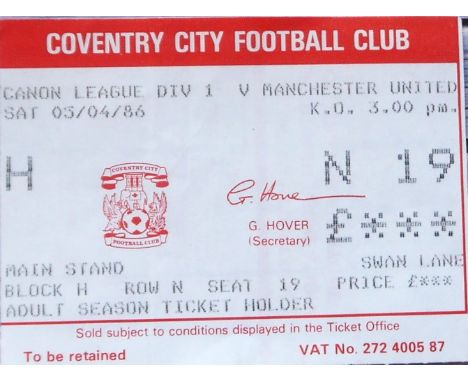 COVENTRY CITY FOOTBALL CLUB
CANON LEAGUE DIV 1 V MANCHESTER UNITED
SAT 05/04/86 K.O. 3.00 pm.
H N 19
COVENTRY CITY
FOOTBALL CLUB
G. Hover
G. HOVER £***
(Secretary)
MAIN STAND SWAN LANE
BLOCK H ROW N SEAT 19 PRICE £***
ADULT SEASON TICKET HOLDER
Sold subject to conditions displayed in the Ticket Office
To be retained VAT No. 272 4005 87